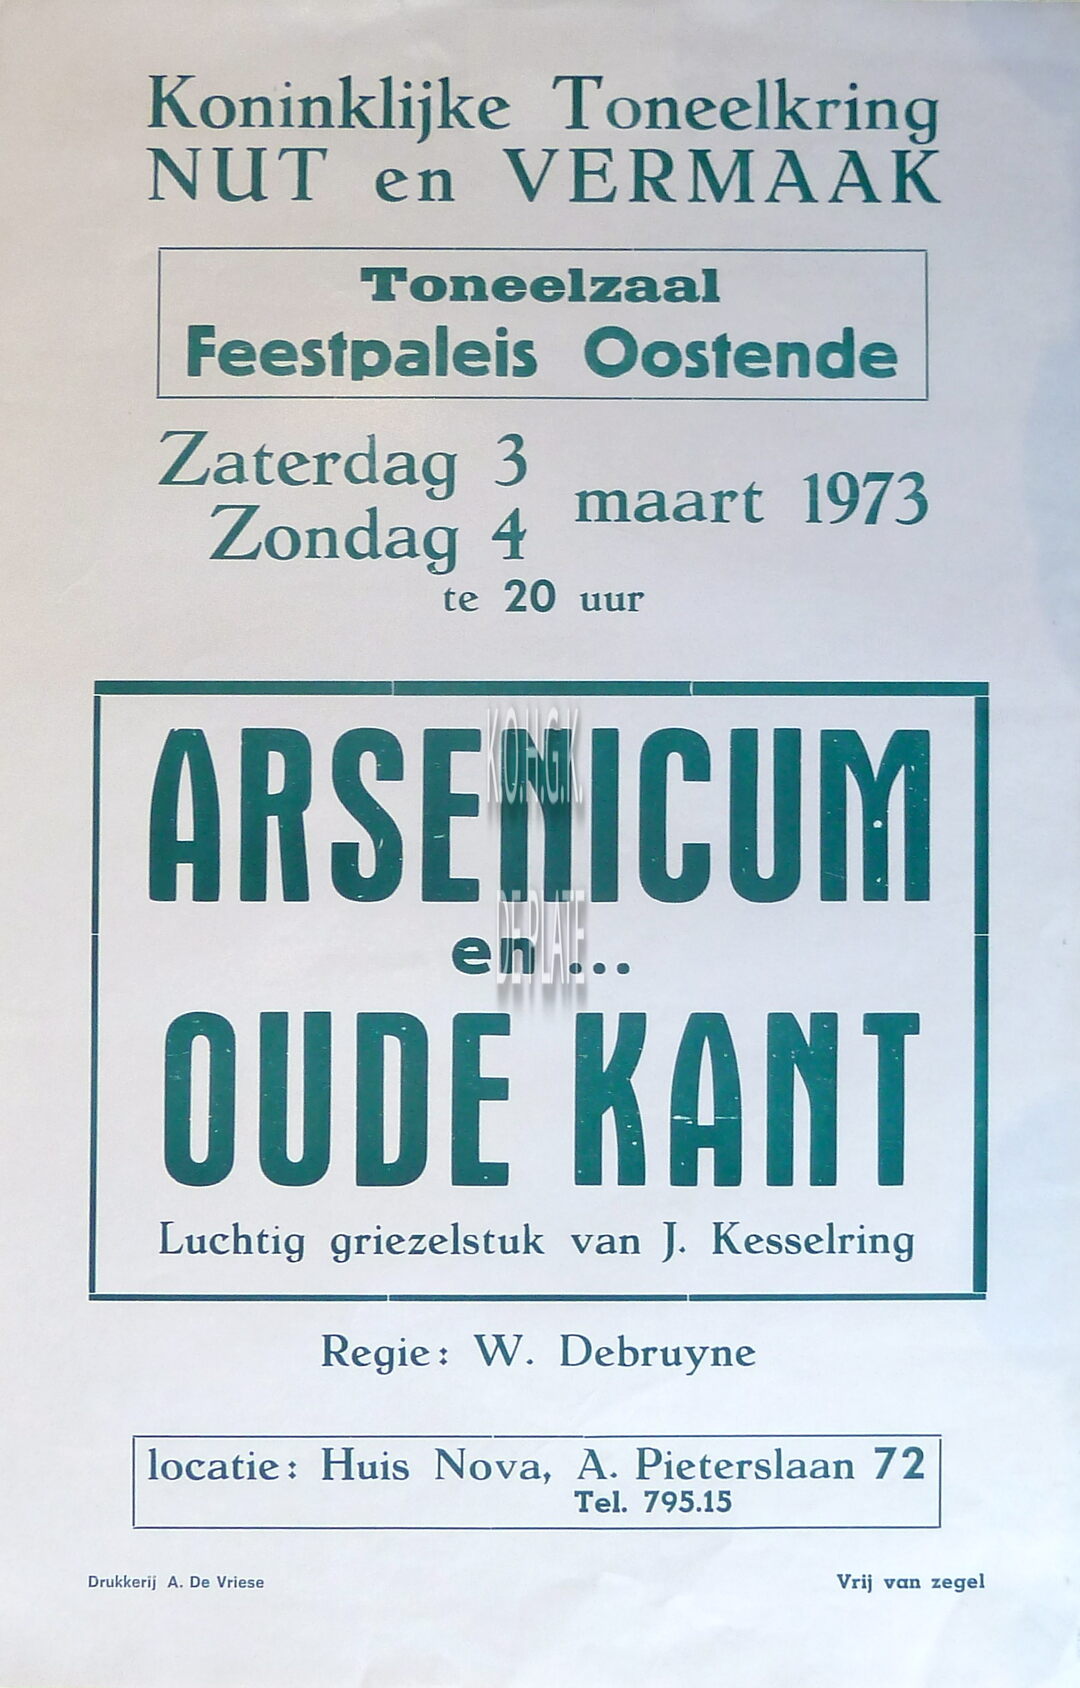 Koninklijke Toneelkring
NUT en VERMAAK
Toneelzaal
Feestpaleis Oostende
Zaterdag 3
Zondag 4
maart 1973
te 20 uur
ARSENICUM
K.O.H.G.K.
DE PLATE
en ...
OUDE KANT
Luchtig griezelstuk van J. Kesselring
Regie: W. Debruyne
locatie: Huis Nova, A. Pieterslaan 72
Tel. 795.15
Drukkerij A. De Vriese
Vrij van zegel